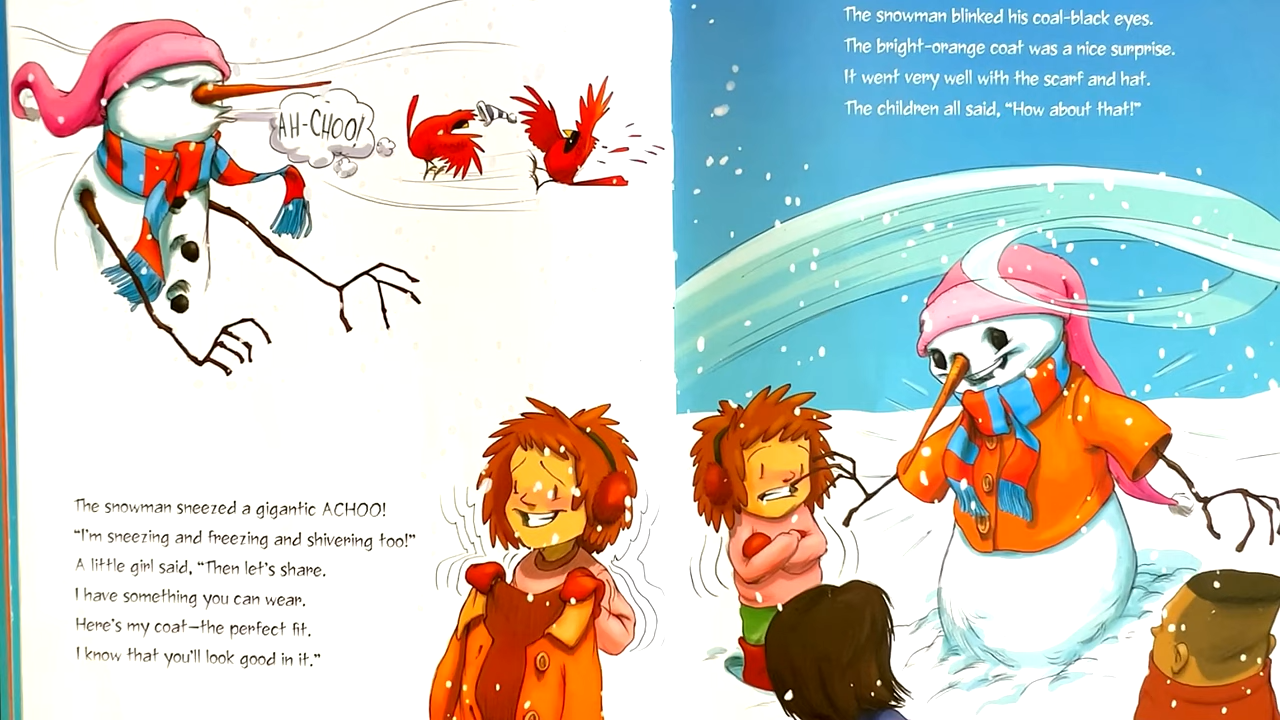 AH-CHOO!
The snowman sneezed a gigantic ACHOO!
“I'm sneezing and freezing and shivering too!”
A little girl said, “Then let's share.
I have something you can wear.
Here's my coat—the perfect fit.
I know that you'll look good in it.”
The snowman blinked his coal-black eyes.
The bright-orange coat was a nice surprise.
It went very well with the scarf and hat.
The children all said, “How about that!”